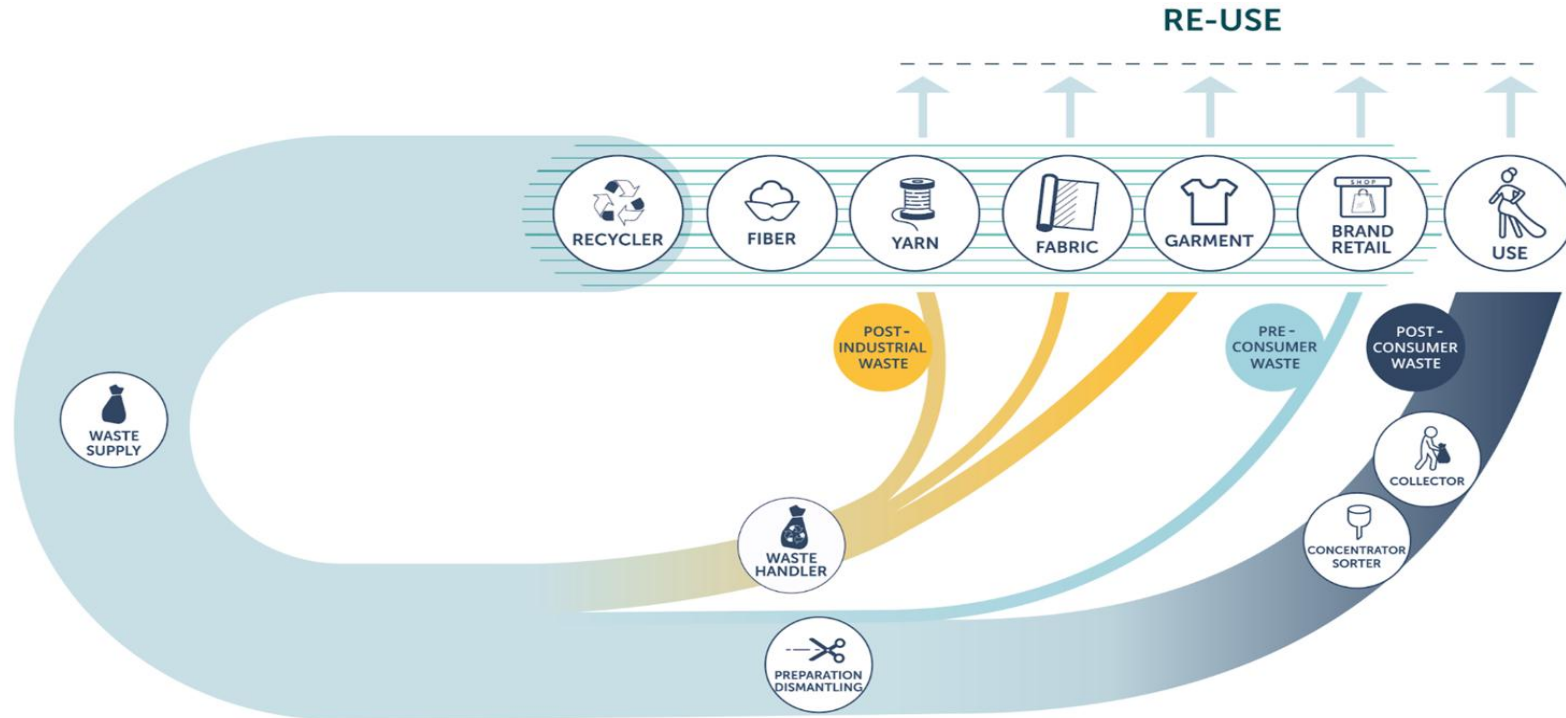 RE-USE
RECYCLER
FIBER
YARN
FABRIC
GARMENT
SHOP
BRAND
RETAIL
USE
POST-
INDUSTRIAL
WASTE
PRE-
CONSUMER
WASTE
POST-
CONSUMER
WASTE
WASTE
SUPPLY
COLLECTOR
WASTE
HANDLER
CONCENTRATOR
SORTER
PREPARATION
DISMANTLING